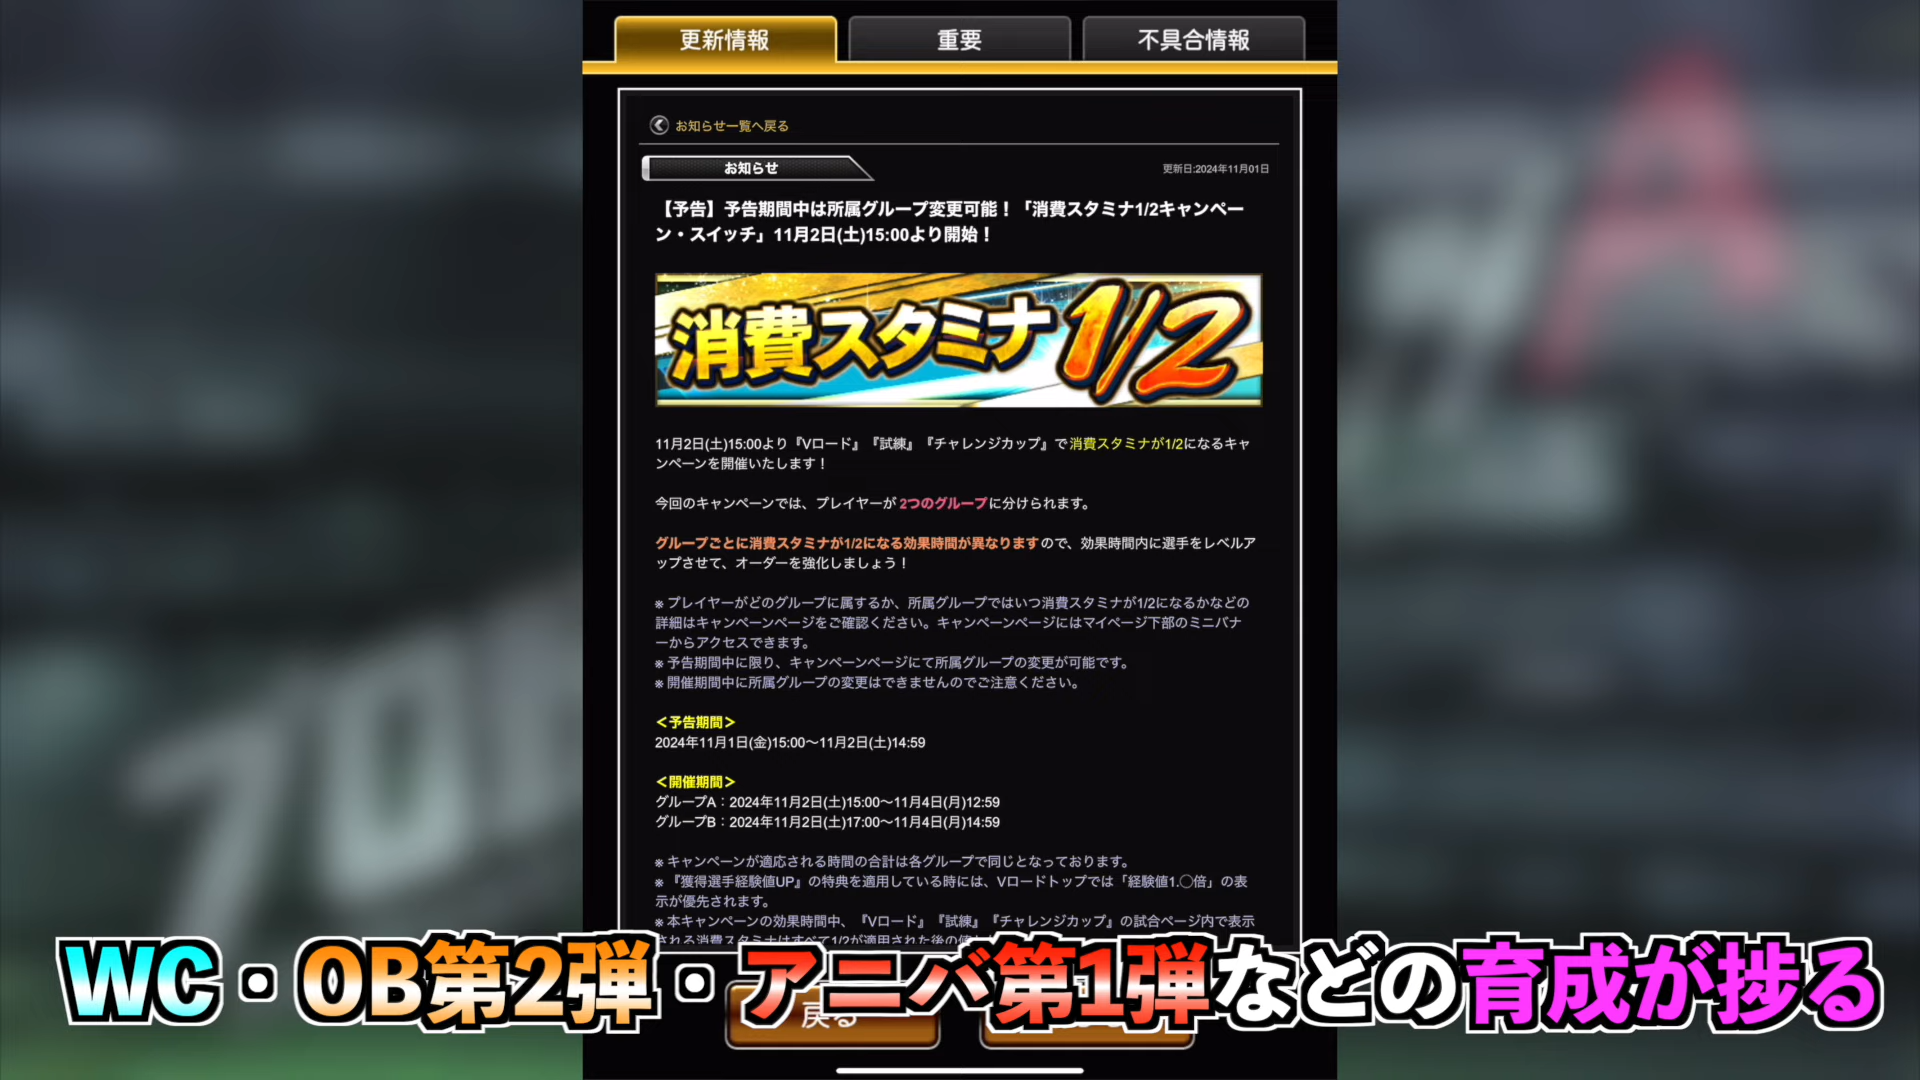 更新情報
重要
不具合情報
お知らせ一覧へ戻る
お知らせ
更新日:2024年11月01日
【予告】予告期間中は所属グループ変更可能！「消費スタミナ1/2キャンペー
ン・スイッチ」11月2日(土)15:00より開始！
消費スタミナ1/2
11月2日(土)15:00より『Vロード』『試練』『チャレンジカップ』で消費スタミナが1/2になるキャ
ンペーンを開催いたします！
今回のキャンペーンでは、プレイヤーが2つのグループに分けられます。
グループごとに消費スタミナが1/2になる効果時間が異なりますので、効果時間内に選手をレベルア
ップさせて、オーダーを強化しましょう！
※ プレイヤーがどのグループに属するか、所属グループではいつ消費スタミナが1/2になるかなどの
詳細はキャンペーンページをご確認ください。キャンペーンページにはマイページ下部のミニバナ
ーからアクセスできます。
※ 予告期間中に限り、キャンペーンページにて所属グループの変更が可能です。
※ 開催期間中に所属グループの変更はできませんのでご注意ください。
＜予告期間＞
2024年11月1日(金)15:00〜11月2日(土)14:59
＜開催期間＞
グループA：2024年11月2日(土)15:00〜11月4日(月)12:59
グループB：2024年11月2日(土)17:00〜11月4日(月)14:59
※ キャンペーンが適応される時間の合計は各グループで同じとなっております。
※ 『獲得選手経験値UP』の特典を適用している時には、Vロードトップでは「経験値1.◯倍」の表
示が優先されます。
※ 本キャンペーンの効果時間中、『Vロード』『試練』『チャレンジカップ』の試合ページ内で表示
される消費スタミナはすべて1/2が適用された後の値
WC・OB第2弾・アニバ第1弾などの育成が捗る
戻る